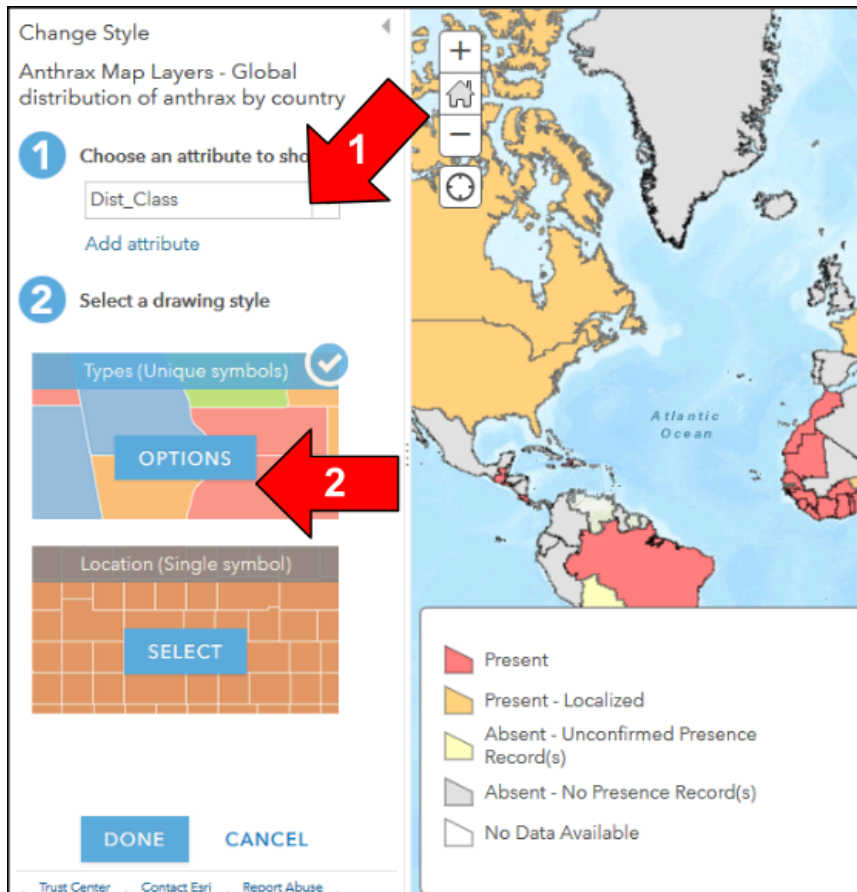 Change Style
Anthrax Map Layers - Global
distribution of anthrax by country
1
Choose an attribute to sho
1
Dist_Class
Add attribute
2
Select a drawing style
Types (Unique symbols)
OPTIONS
2
Location (Single symbol)
SELECT
DONE
CANCEL
Trust Center
Contact Esri
Report Abuse
+
−
Atlantic
Ocean
Present
Present - Localized
Absent - Unconfirmed Presence
Record(s)
Absent - No Presence Record(s)
No Data Available